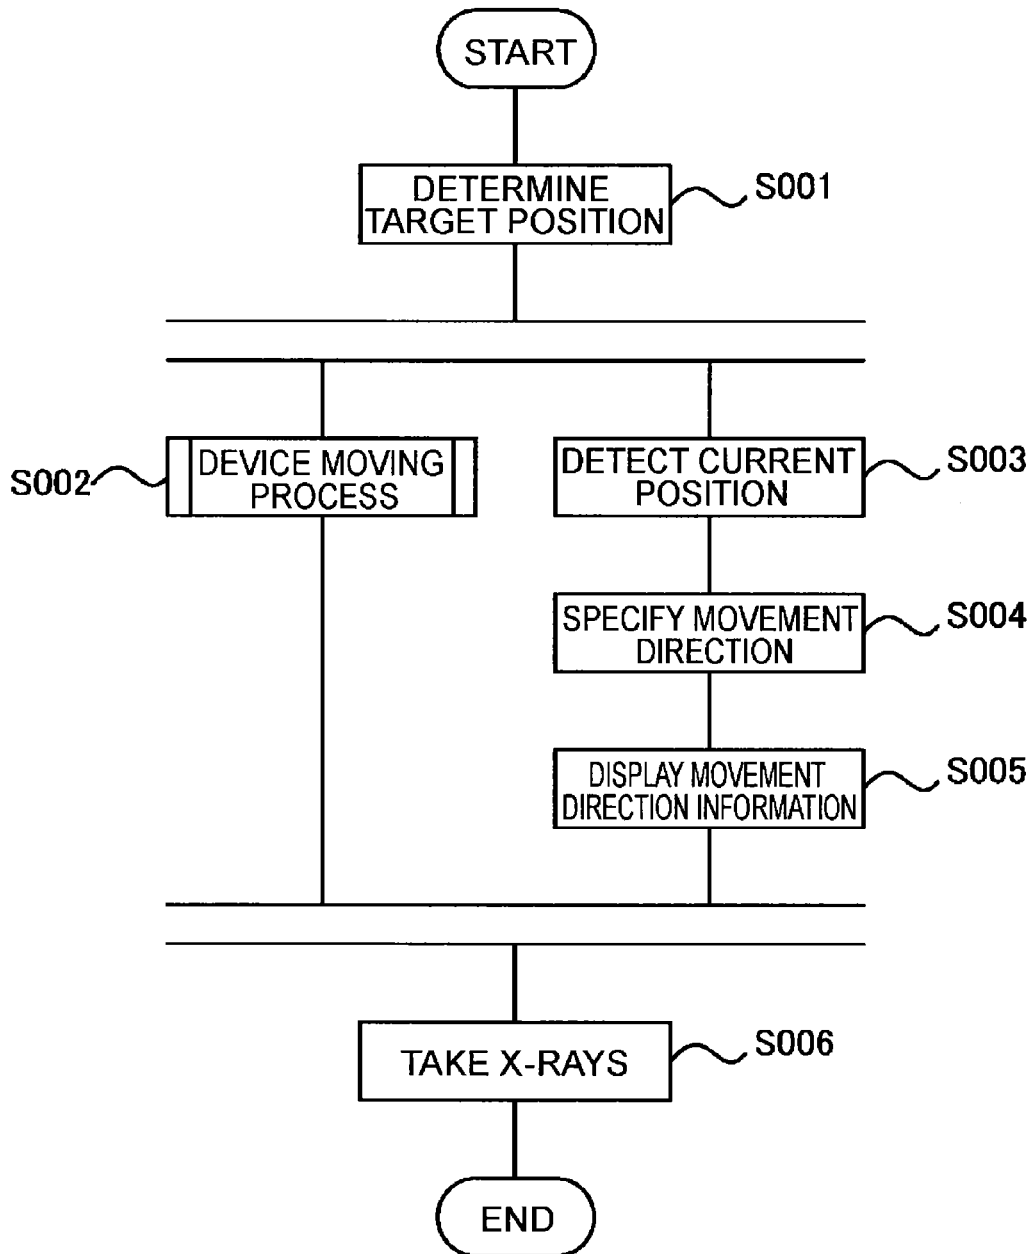 START
DETERMINE
TARGET POSITION
S001
S002
DEVICE MOVING
PROCESS
DETECT CURRENT
POSITION
S003
SPECIFY MOVEMENT
DIRECTION
S004
DISPLAY MOVEMENT
DIRECTION INFORMATION
S005
TAKE X-RAYS
S006
END